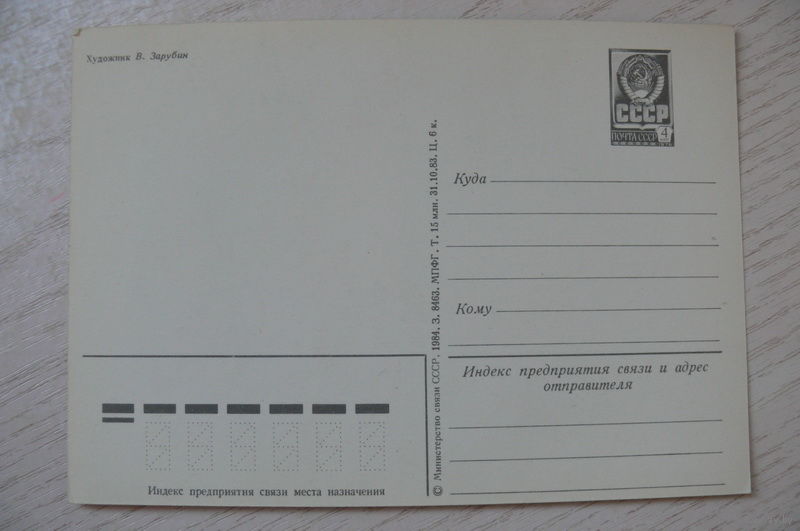 Художник В. Зарубин
СССР
ПОЧТА СССР 4
Куда
Кому
© Министерство связи СССР, 1984. З. 8463. МПФГ. Т. 15 млн. 31.10.83. Ц. 6 к.
Индекс предприятия связи и адрес
отправителя
Индекс предприятия связи места назначения